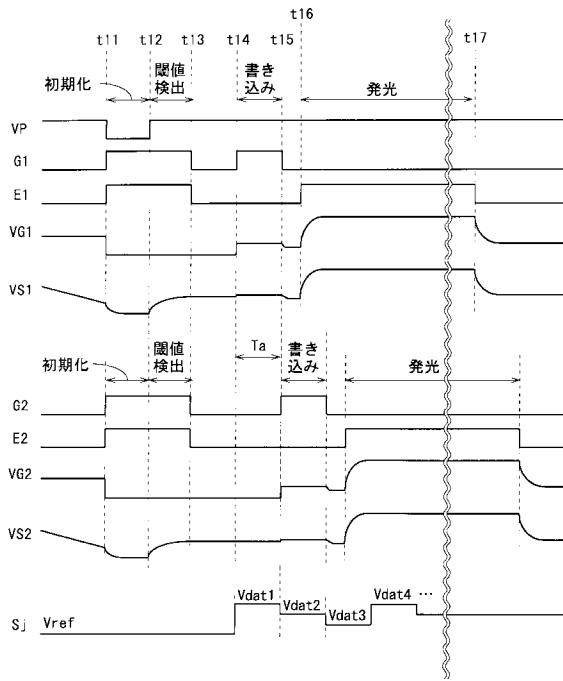 t16
t11 t12 t13 t14 t15 t17
初期化 閾値検出 書き込み 発光
VP
G1
E1
VG1
VS1
初期化 閾値検出 Ta 書き込み 発光
G2
E2
VG2
VS2
Vdat1 Vdat2 Vdat3 Vdat4 …
Sj Vref